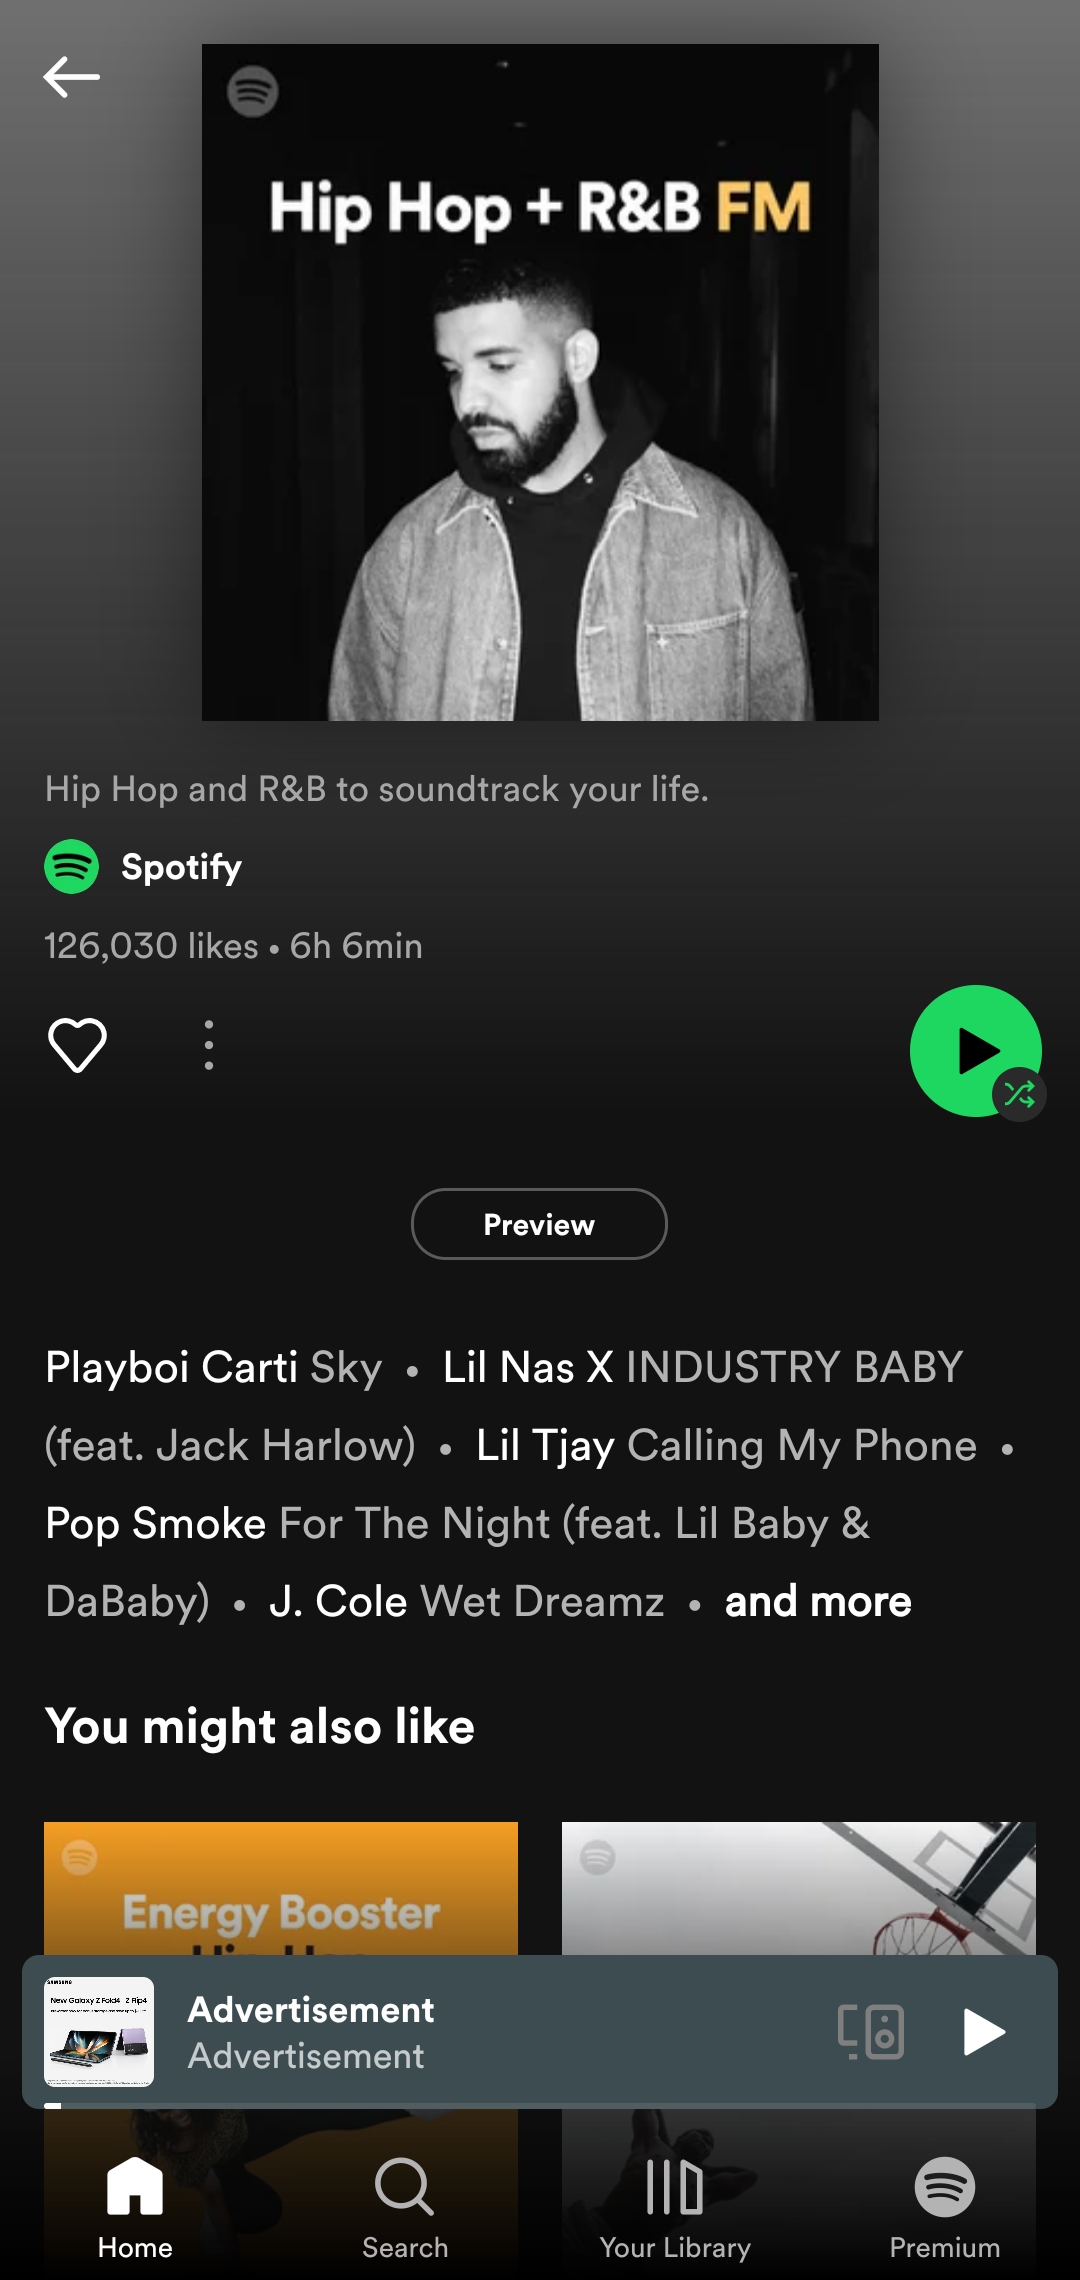 Hip Hop + R&B FM
Hip Hop and R&B to soundtrack your life.
Spotify
126,030 likes • 6h 6min
Preview
Playboi Carti Sky • Lil Nas X INDUSTRY BABY
(feat. Jack Harlow) • Lil Tjay Calling My Phone •
Pop Smoke For The Night (feat. Lil Baby &
DaBaby) • J. Cole Wet Dreamz • and more
You might also like
Energy Booster
Hip-Hop
SAMSUNG
New Galaxy Z Fold4 Z Flip4
Advertisement
Advertisement
Home
Search
Your Library
Premium